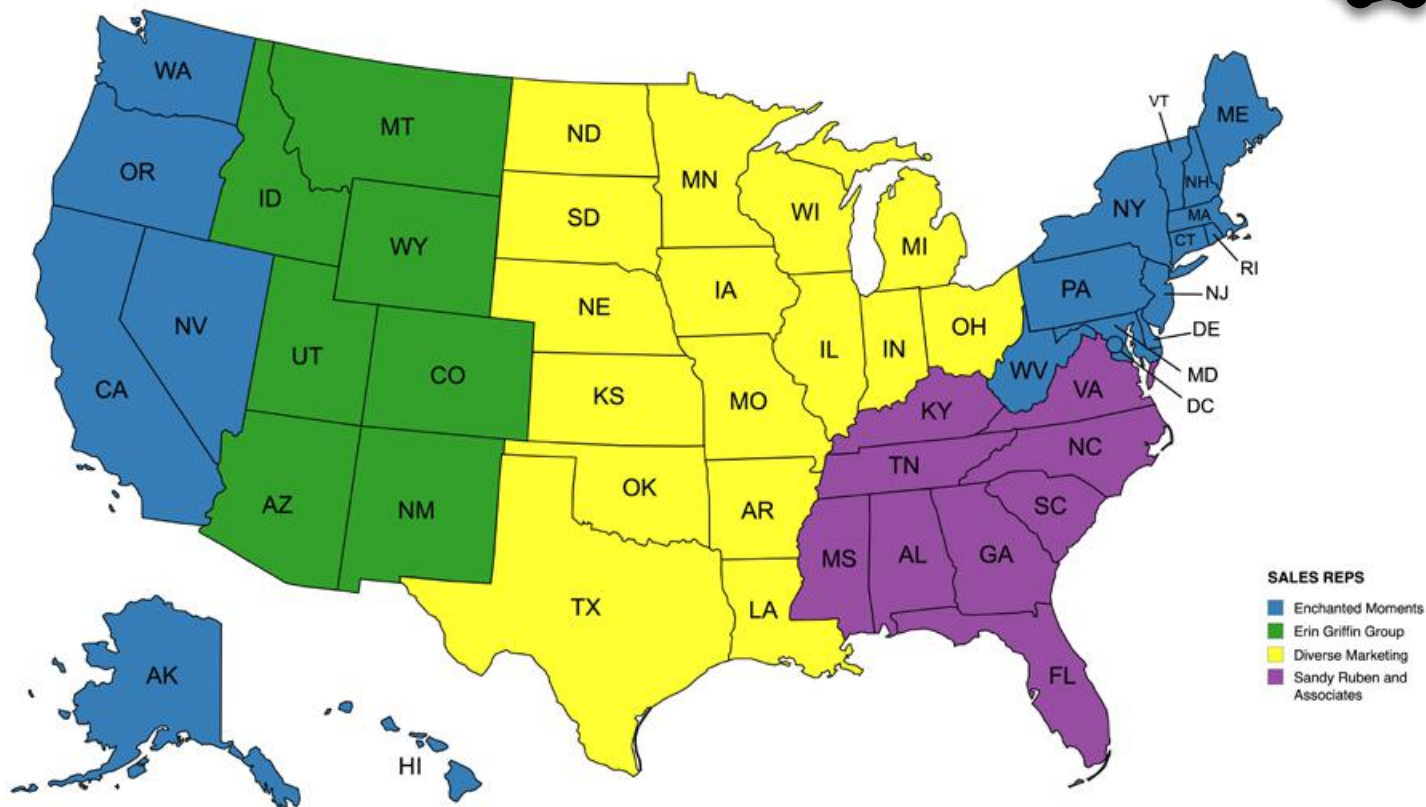 WA
MT
ND
MN
VT
ME
OR
ID
WY
SD
WI
MI
NY
NH
MA
CT
RI
NV
UT
CO
NE
IA
IL
IN
OH
PA
NJ
DE
MD
DC
CA
KS
MO
KY
WV
VA
AZ
NM
OK
AR
TN
NC
SC
MS
AL
GA
TX
LA
FL
AK
HI
SALES REPS
Enchanted Moments
Erin Griffin Group
Diverse Marketing
Sandy Ruben and
Associates